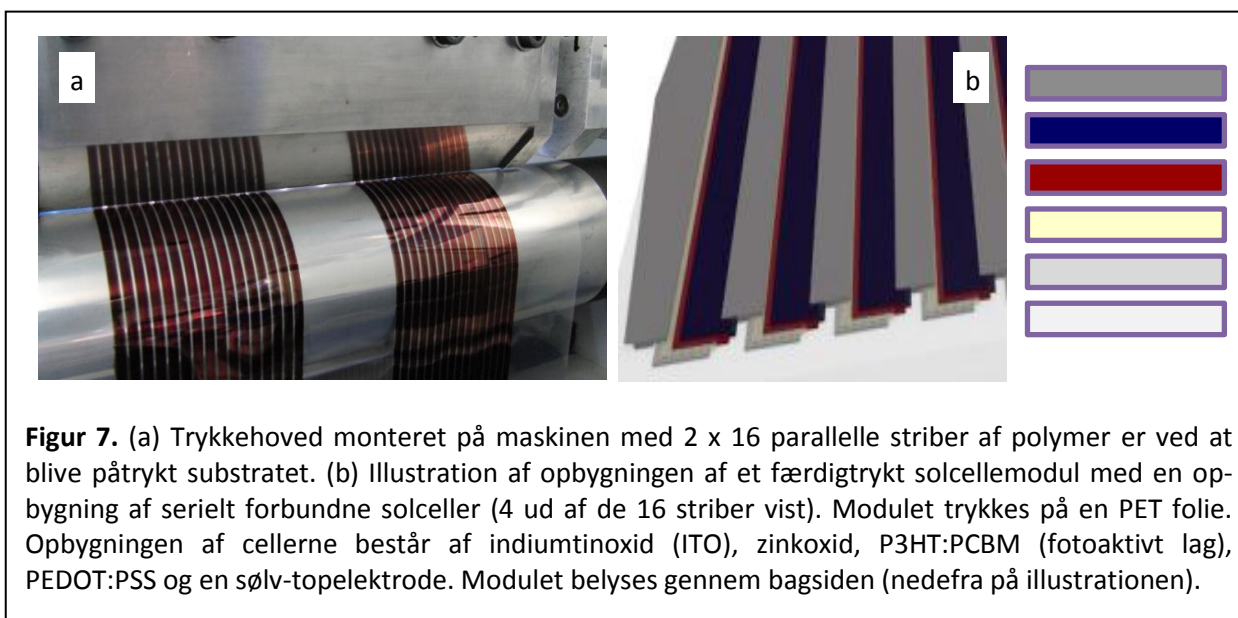 a
b
Figur 7. (a) Trykkehoved monteret på maskinen med 2 x 16 parallelle striber af polymer er ved at
blive påtrykt substratet. (b) Illustration af opbygningen af et færdigtrykt solcellemodul med en op-
bygning af serielt forbundne solceller (4 ud af de 16 striber vist). Modulet trykkes på en PET folie.
Opbygningen af cellerne består af indiumtinoxid (ITO), zinkoxid, P3HT:PCBM (fotoaktivt lag),
PEDOT:PSS og en sølv-topelektrode. Modulet belyses gennem bagsiden (nedefra på illustrationen).